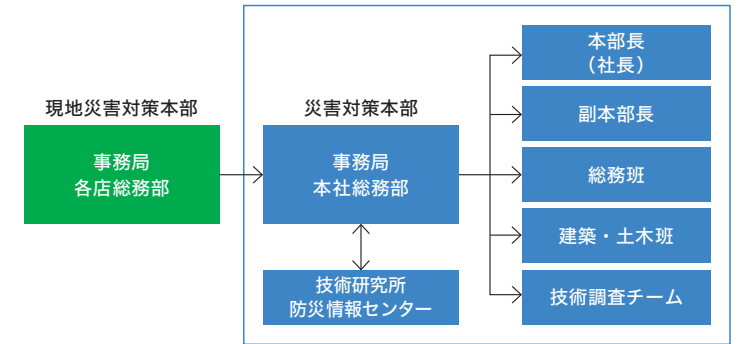 現地災害対策本部
事務局
各店総務部
災害対策本部
事務局
本社総務部
技術研究所
防災情報センター
本部長
（社長）
副本部長
総務班
建築・土木班
技術調査チーム